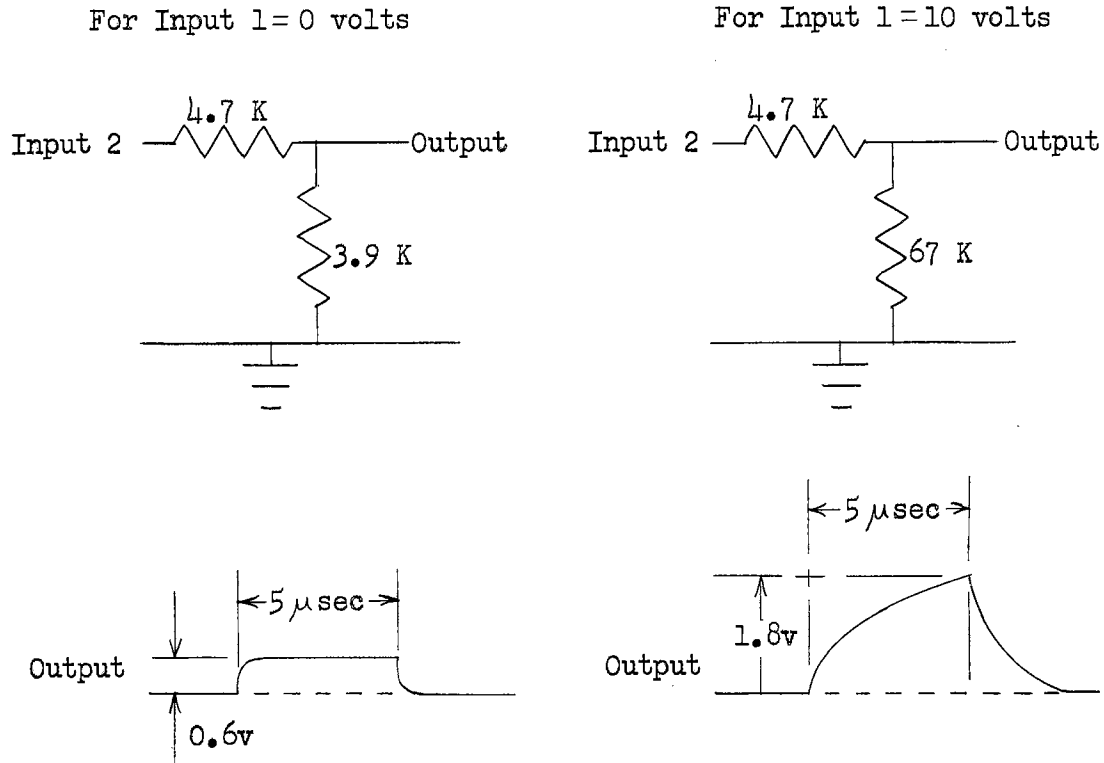 For Input 1 = 0 volts
4.7 K
Input 2
Output
3.9 K
5 μsec
Output
0.6v
For Input 1 = 10 volts
4.7 K
Input 2
Output
67 K
5 μsec
1.8v
Output